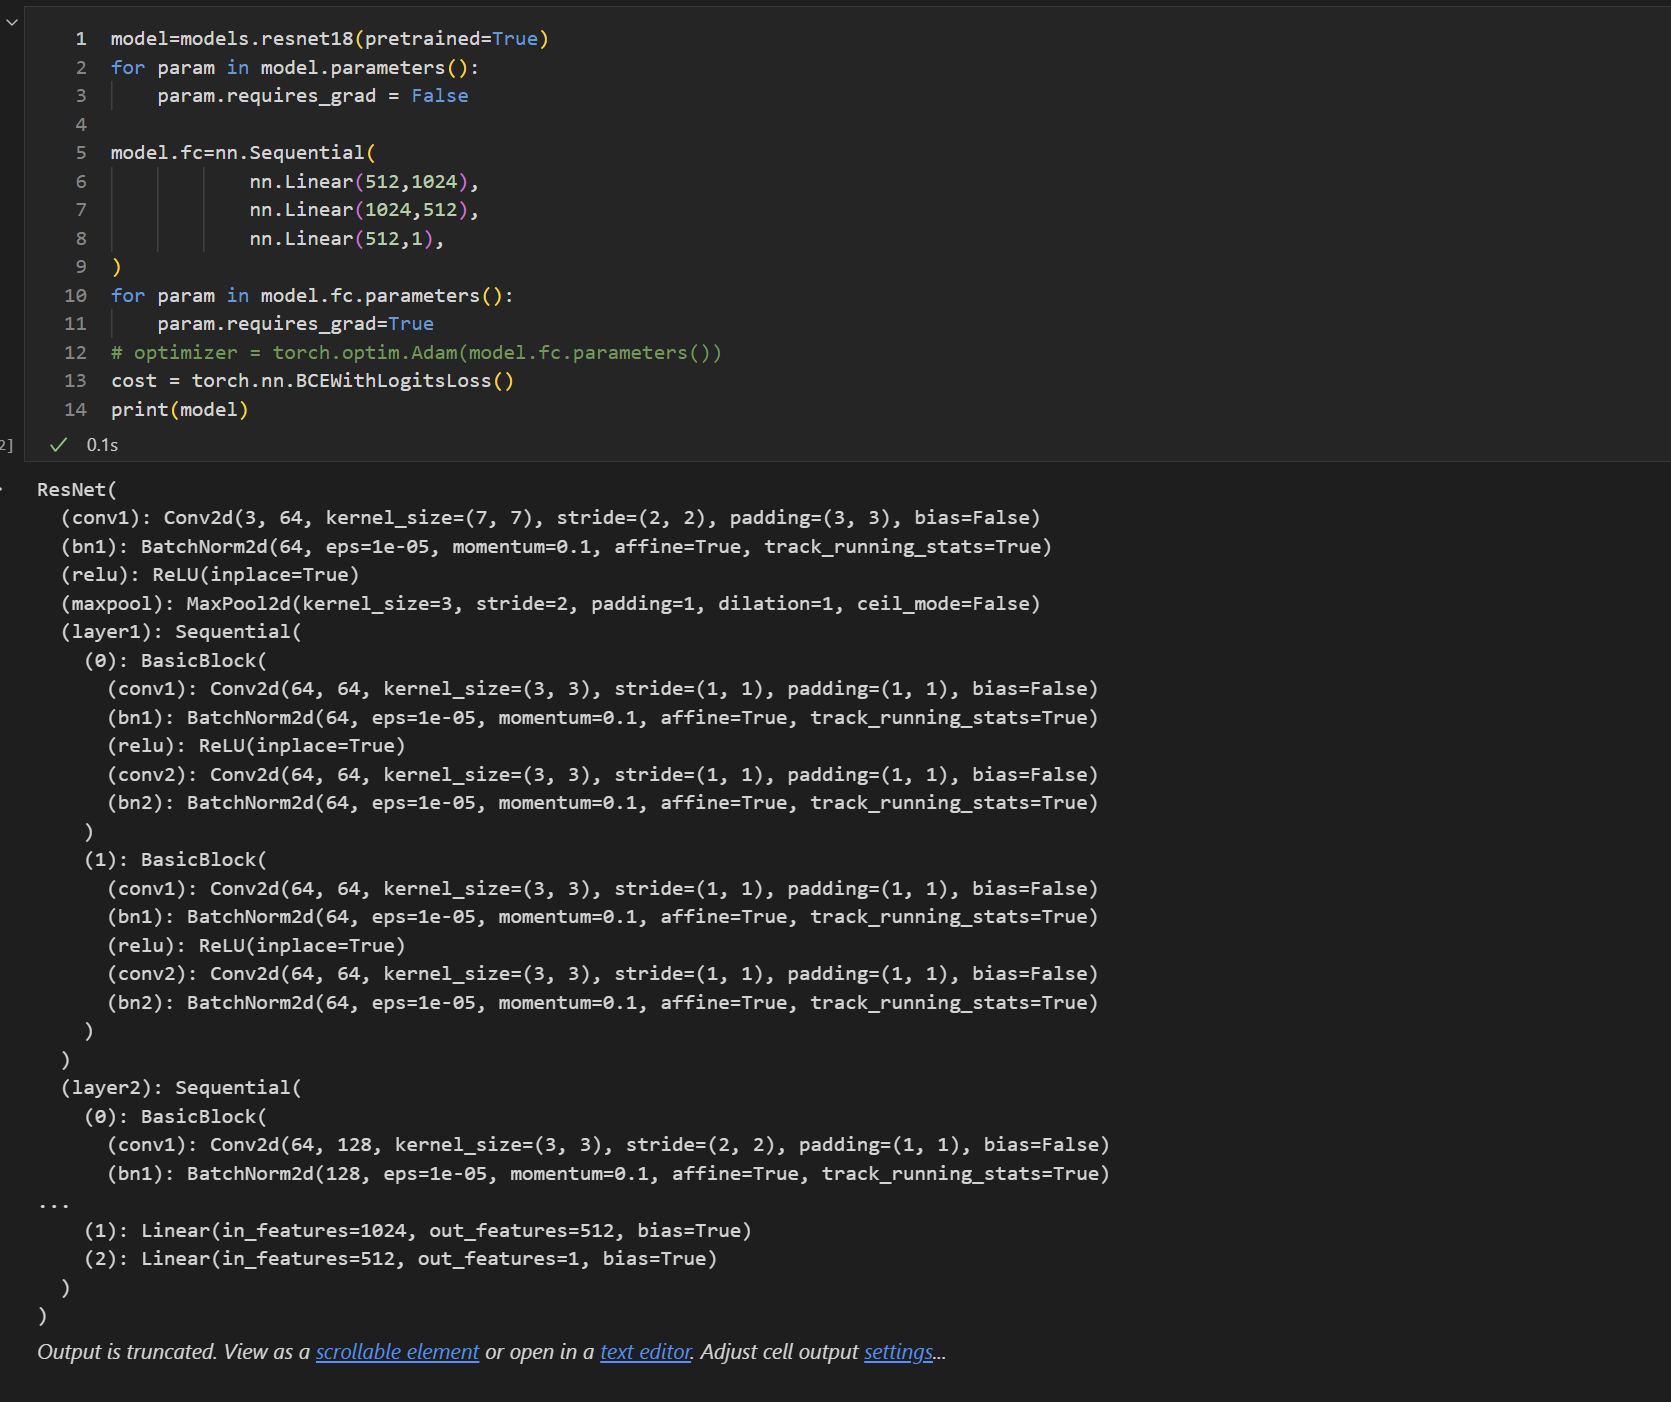 1 model=models.resnet18(pretrained=True)
2 for param in model.parameters():
3     param.requires_grad = False
4
5 model.fc=nn.Sequential(
6             nn.Linear(512,1024),
7             nn.Linear(1024,512),
8             nn.Linear(512,1),
9 )
10 for param in model.fc.parameters():
11     param.requires_grad=True
12 # optimizer = torch.optim.Adam(model.fc.parameters())
13 cost = torch.nn.BCEWithLogitsLoss()
14 print(model)
2] ✓ 0.1s
ResNet(
  (conv1): Conv2d(3, 64, kernel_size=(7, 7), stride=(2, 2), padding=(3, 3), bias=False)
  (bn1): BatchNorm2d(64, eps=1e-05, momentum=0.1, affine=True, track_running_stats=True)
  (relu): ReLU(inplace=True)
  (maxpool): MaxPool2d(kernel_size=3, stride=2, padding=1, dilation=1, ceil_mode=False)
  (layer1): Sequential(
    (0): BasicBlock(
      (conv1): Conv2d(64, 64, kernel_size=(3, 3), stride=(1, 1), padding=(1, 1), bias=False)
      (bn1): BatchNorm2d(64, eps=1e-05, momentum=0.1, affine=True, track_running_stats=True)
      (relu): ReLU(inplace=True)
      (conv2): Conv2d(64, 64, kernel_size=(3, 3), stride=(1, 1), padding=(1, 1), bias=False)
      (bn2): BatchNorm2d(64, eps=1e-05, momentum=0.1, affine=True, track_running_stats=True)
    )
    (1): BasicBlock(
      (conv1): Conv2d(64, 64, kernel_size=(3, 3), stride=(1, 1), padding=(1, 1), bias=False)
      (bn1): BatchNorm2d(64, eps=1e-05, momentum=0.1, affine=True, track_running_stats=True)
      (relu): ReLU(inplace=True)
      (conv2): Conv2d(64, 64, kernel_size=(3, 3), stride=(1, 1), padding=(1, 1), bias=False)
      (bn2): BatchNorm2d(64, eps=1e-05, momentum=0.1, affine=True, track_running_stats=True)
    )
  )
  (layer2): Sequential(
    (0): BasicBlock(
      (conv1): Conv2d(64, 128, kernel_size=(3, 3), stride=(2, 2), padding=(1, 1), bias=False)
      (bn1): BatchNorm2d(128, eps=1e-05, momentum=0.1, affine=True, track_running_stats=True)
...
    (1): Linear(in_features=1024, out_features=512, bias=True)
    (2): Linear(in_features=512, out_features=1, bias=True)
  )
)
Output is truncated. View as a scrollable element or open in a text editor. Adjust cell output settings...